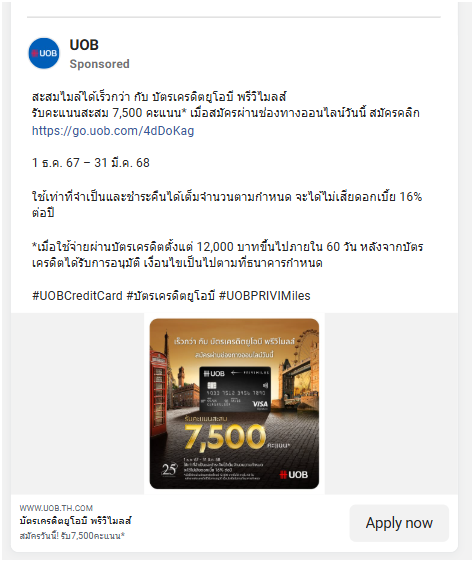 UOB
Sponsored
สะสมไมล์ได้เร็วกว่า กับ บัตรเครดิตยูโอบี พรีวิไมลส์
รับคะแนนสะสม 7,500 คะแนน* เมื่อสมัครผ่านช่องทางออนไลน์วันนี้ สมัครคลิก
https://go.uob.com/4dDoKag
1 ธ.ค. 67 – 31 มี.ค. 68
ใช้เท่าที่จำเป็นและชำระคืนได้เต็มจำนวนตามกำหนด จะได้ไม่เสียดอกเบี้ย 16%
ต่อปี
*เมื่อใช้จ่ายผ่านบัตรเครดิตตั้งแต่ 12,000 บาทขึ้นไปภายใน 60 วัน หลังจากบัตร
เครดิตได้รับการอนุมัติ เงื่อนไขเป็นไปตามที่ธนาคารกำหนด
#UOBCreditCard #บัตรเครดิตยูโอบี #UOBPRIVIMiles
เร็วกว่า กับ บัตรเครดิตยูโอบี พรีวิไมลส์
สมัครผ่านช่องทางออนไลน์วันนี้
UOB
PRIVIMILES
VISA
รับคะแนนสะสม
7,500
คะแนน*
1 ธ.ค. 67 – 31 มี.ค. 68
25
UOB
WWW.UOB.TH.COM
บัตรเครดิตยูโอบี พรีวิไมลส์
สมัครวันนี้! รับ7,500คะแนน*
Apply now